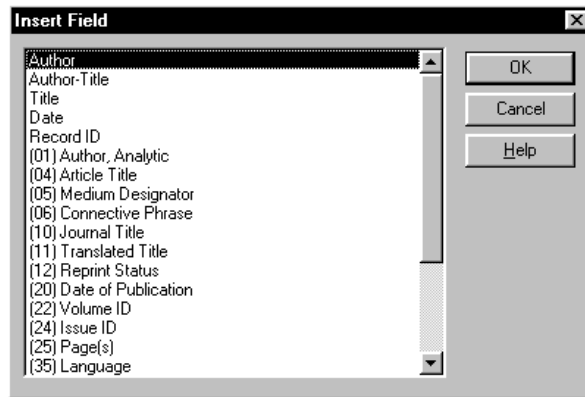 Insert Field
Author
Author-Title
Title
Date
Record ID
(01) Author, Analytic
(04) Article Title
(05) Medium Designator
(06) Connective Phrase
(10) Journal Title
(11) Translated Title
(12) Reprint Status
(20) Date of Publication
(22) Volume ID
(24) Issue ID
(25) Page(s)
(35) Language
OK
Cancel
Help